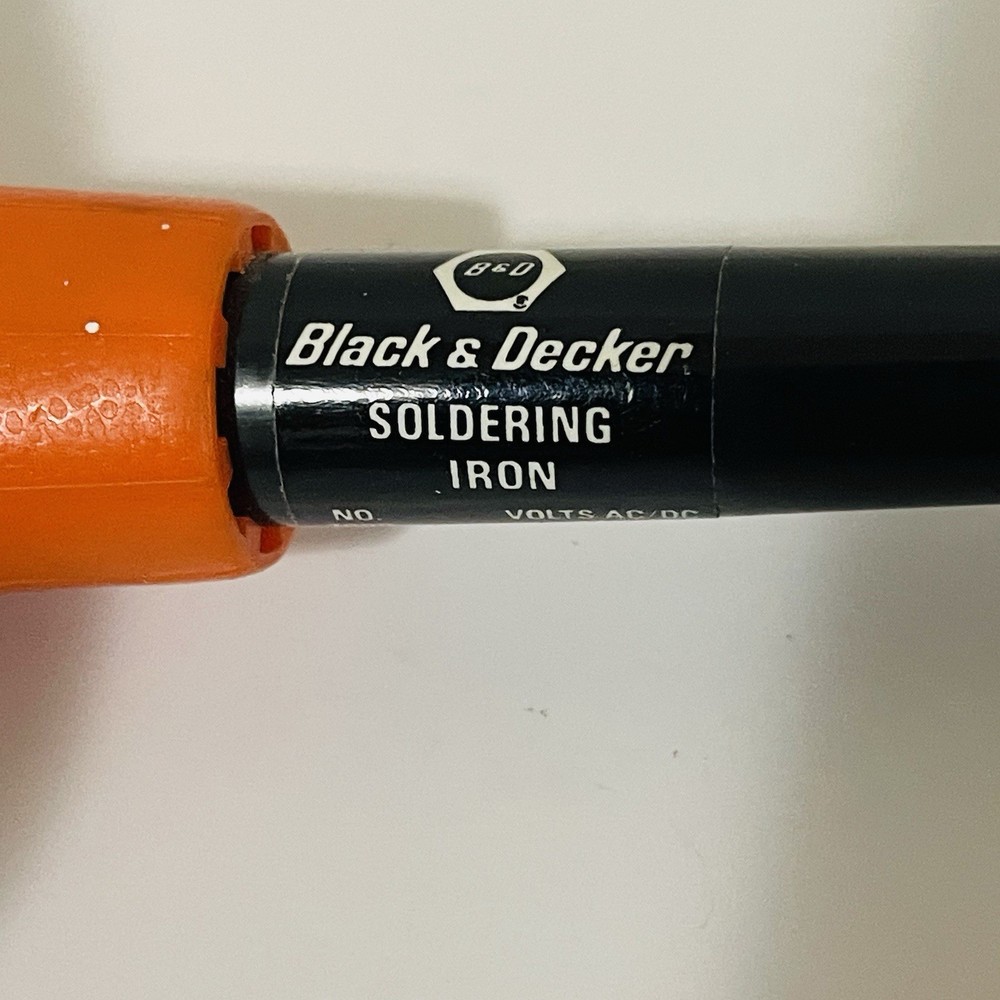 B&D
Black & Decker
SOLDERING
IRON
NO. VOLTS AC/DC